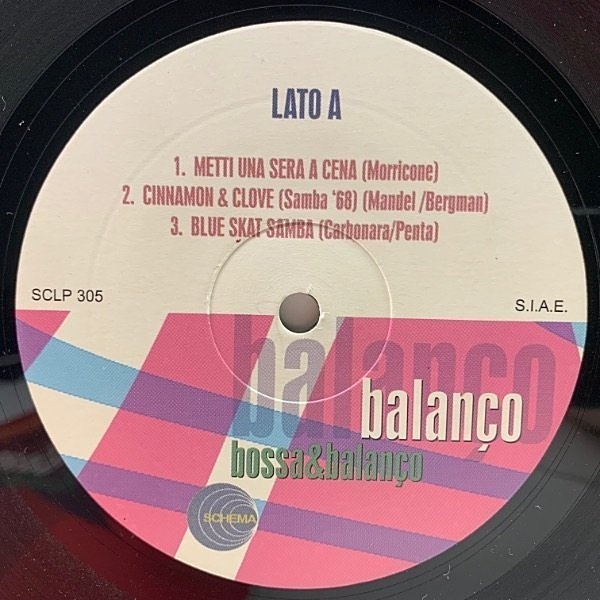 LATO A
1. METTI UNA SERA A CENA (Morricone)
2. CINNAMON & CLOVE (Samba '68) (Mandel /Bergman)
3. BLUE SKAT SAMBA (Carbonara/Penta)
SCLP 305
S.I.A.E.
balanço
balanço
bossa&balanço
SCHEMA